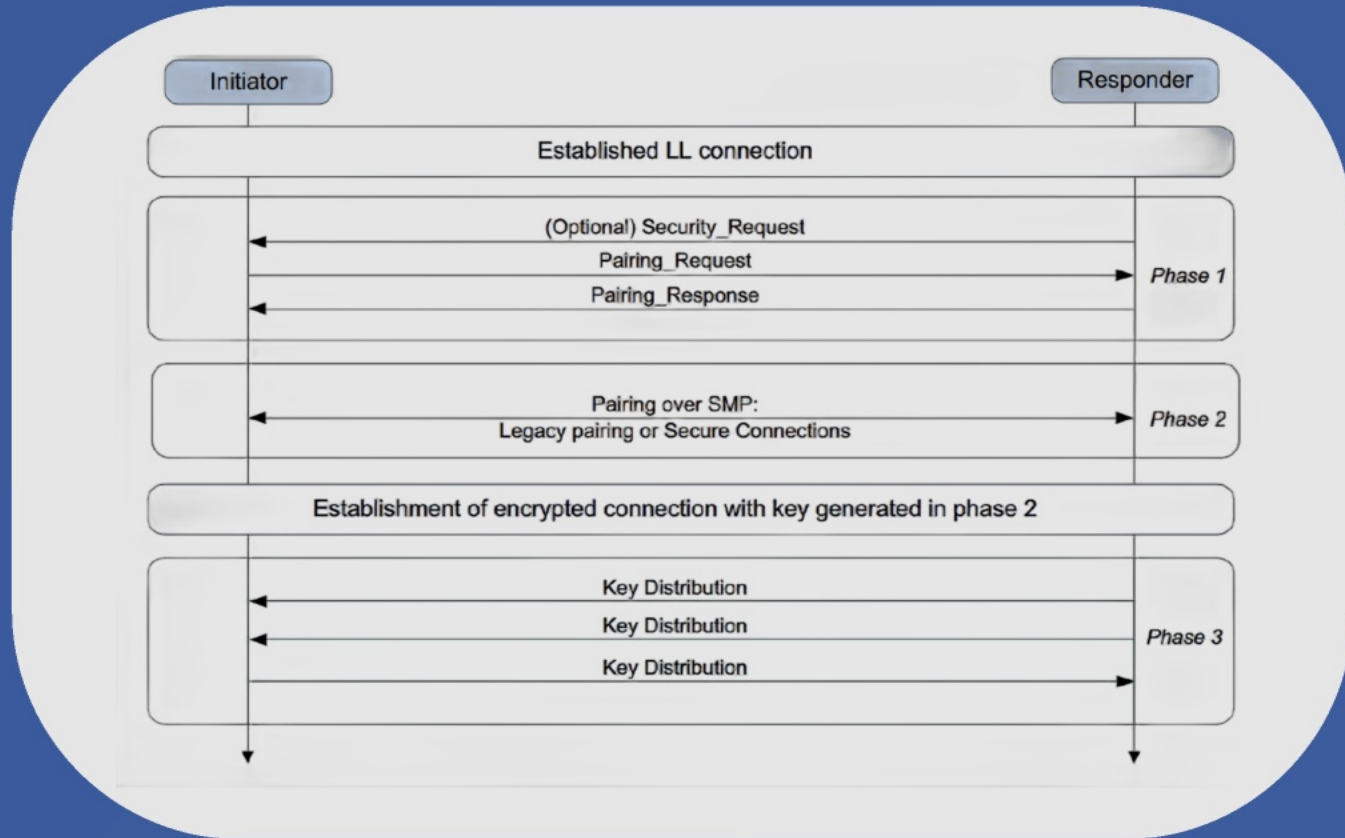 Initiator
Responder
Established LL connection
(Optional) Security_Request
Pairing_Request
Pairing_Response
Phase 1
Pairing over SMP:
Legacy pairing or Secure Connections
Phase 2
Establishment of encrypted connection with key generated in phase 2
Key Distribution
Key Distribution
Key Distribution
Phase 3